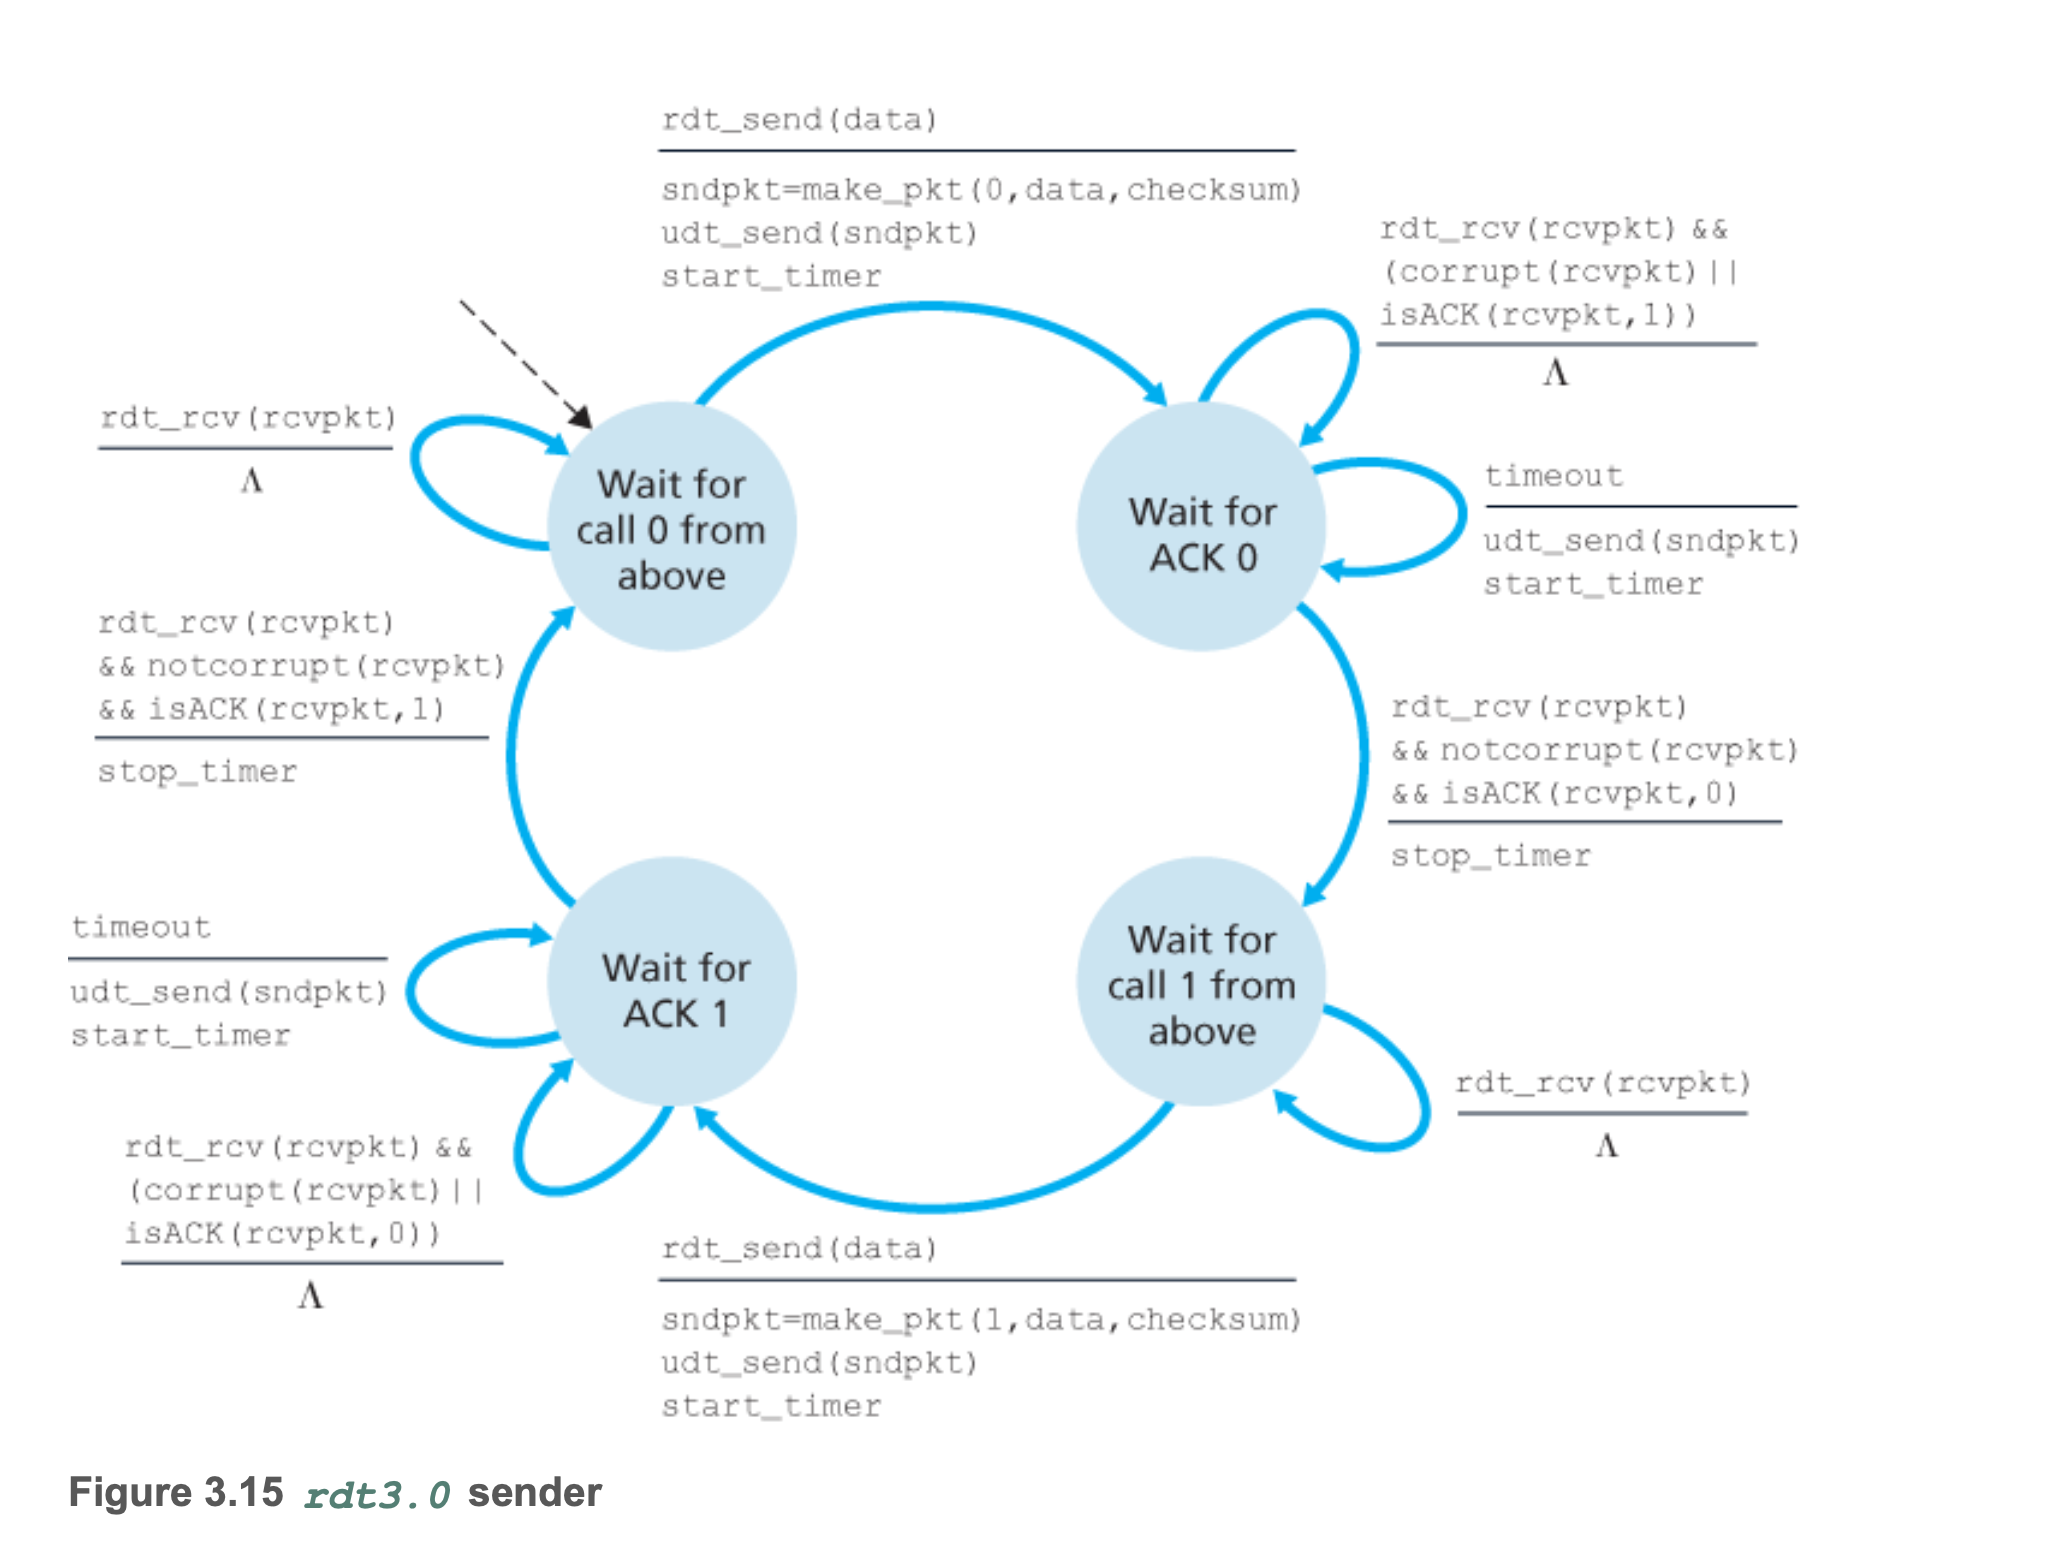 rdt_send(data)
sndpkt=make_pkt(0,data,checksum)
udt_send(sndpkt)
start_timer
rdt_rcv(rcvpkt) &&
(corrupt(rcvpkt)||
isACK(rcvpkt,1))
Λ
rdt_rcv(rcvpkt)
Λ
Wait for
call 0 from
above
Wait for
ACK 0
timeout
udt_send(sndpkt)
start_timer
rdt_rcv(rcvpkt)
&& notcorrupt(rcvpkt)
&& isACK(rcvpkt,1)
stop_timer
rdt_rcv(rcvpkt)
&& notcorrupt(rcvpkt)
&& isACK(rcvpkt,0)
stop_timer
timeout
udt_send(sndpkt)
start_timer
Wait for
ACK 1
Wait for
call 1 from
above
rdt_rcv(rcvpkt)
Λ
rdt_rcv(rcvpkt) &&
(corrupt(rcvpkt)||
isACK(rcvpkt,0))
Λ
rdt_send(data)
sndpkt=make_pkt(1,data,checksum)
udt_send(sndpkt)
start_timer
Figure 3.15 rdt3.0 sender